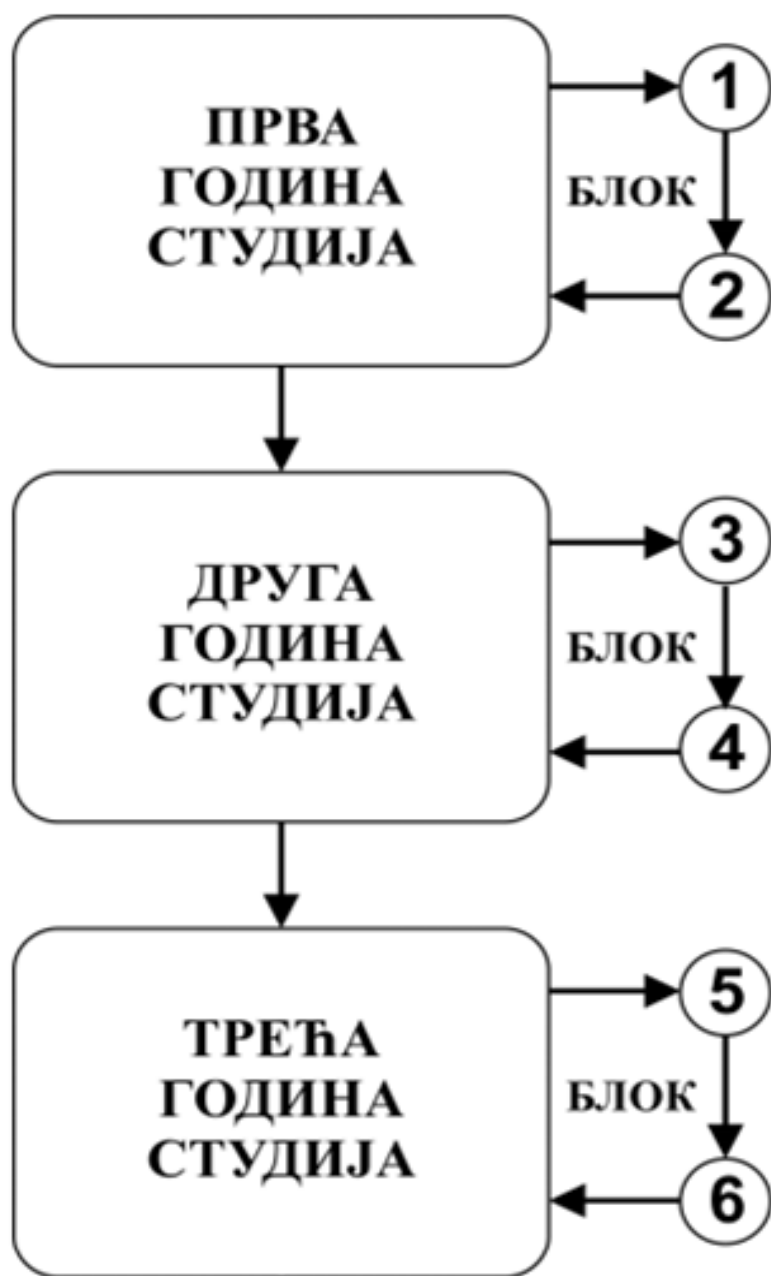 ПРВА
ГОДИНА
СТУДИЈА
1
БЛОК
2
ДРУГА
ГОДИНА
СТУДИЈА
3
БЛОК
4
ТРЕЋА
ГОДИНА
СТУДИЈА
5
БЛОК
6